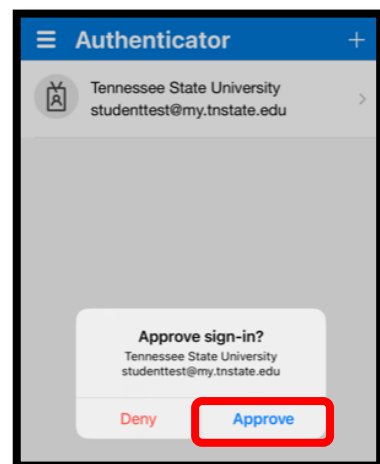 Authenticator
Tennessee State University
studenttest@my.tnstate.edu
Approve sign-in?
Tennessee State University
studenttest@my.tnstate.edu
Deny Approve